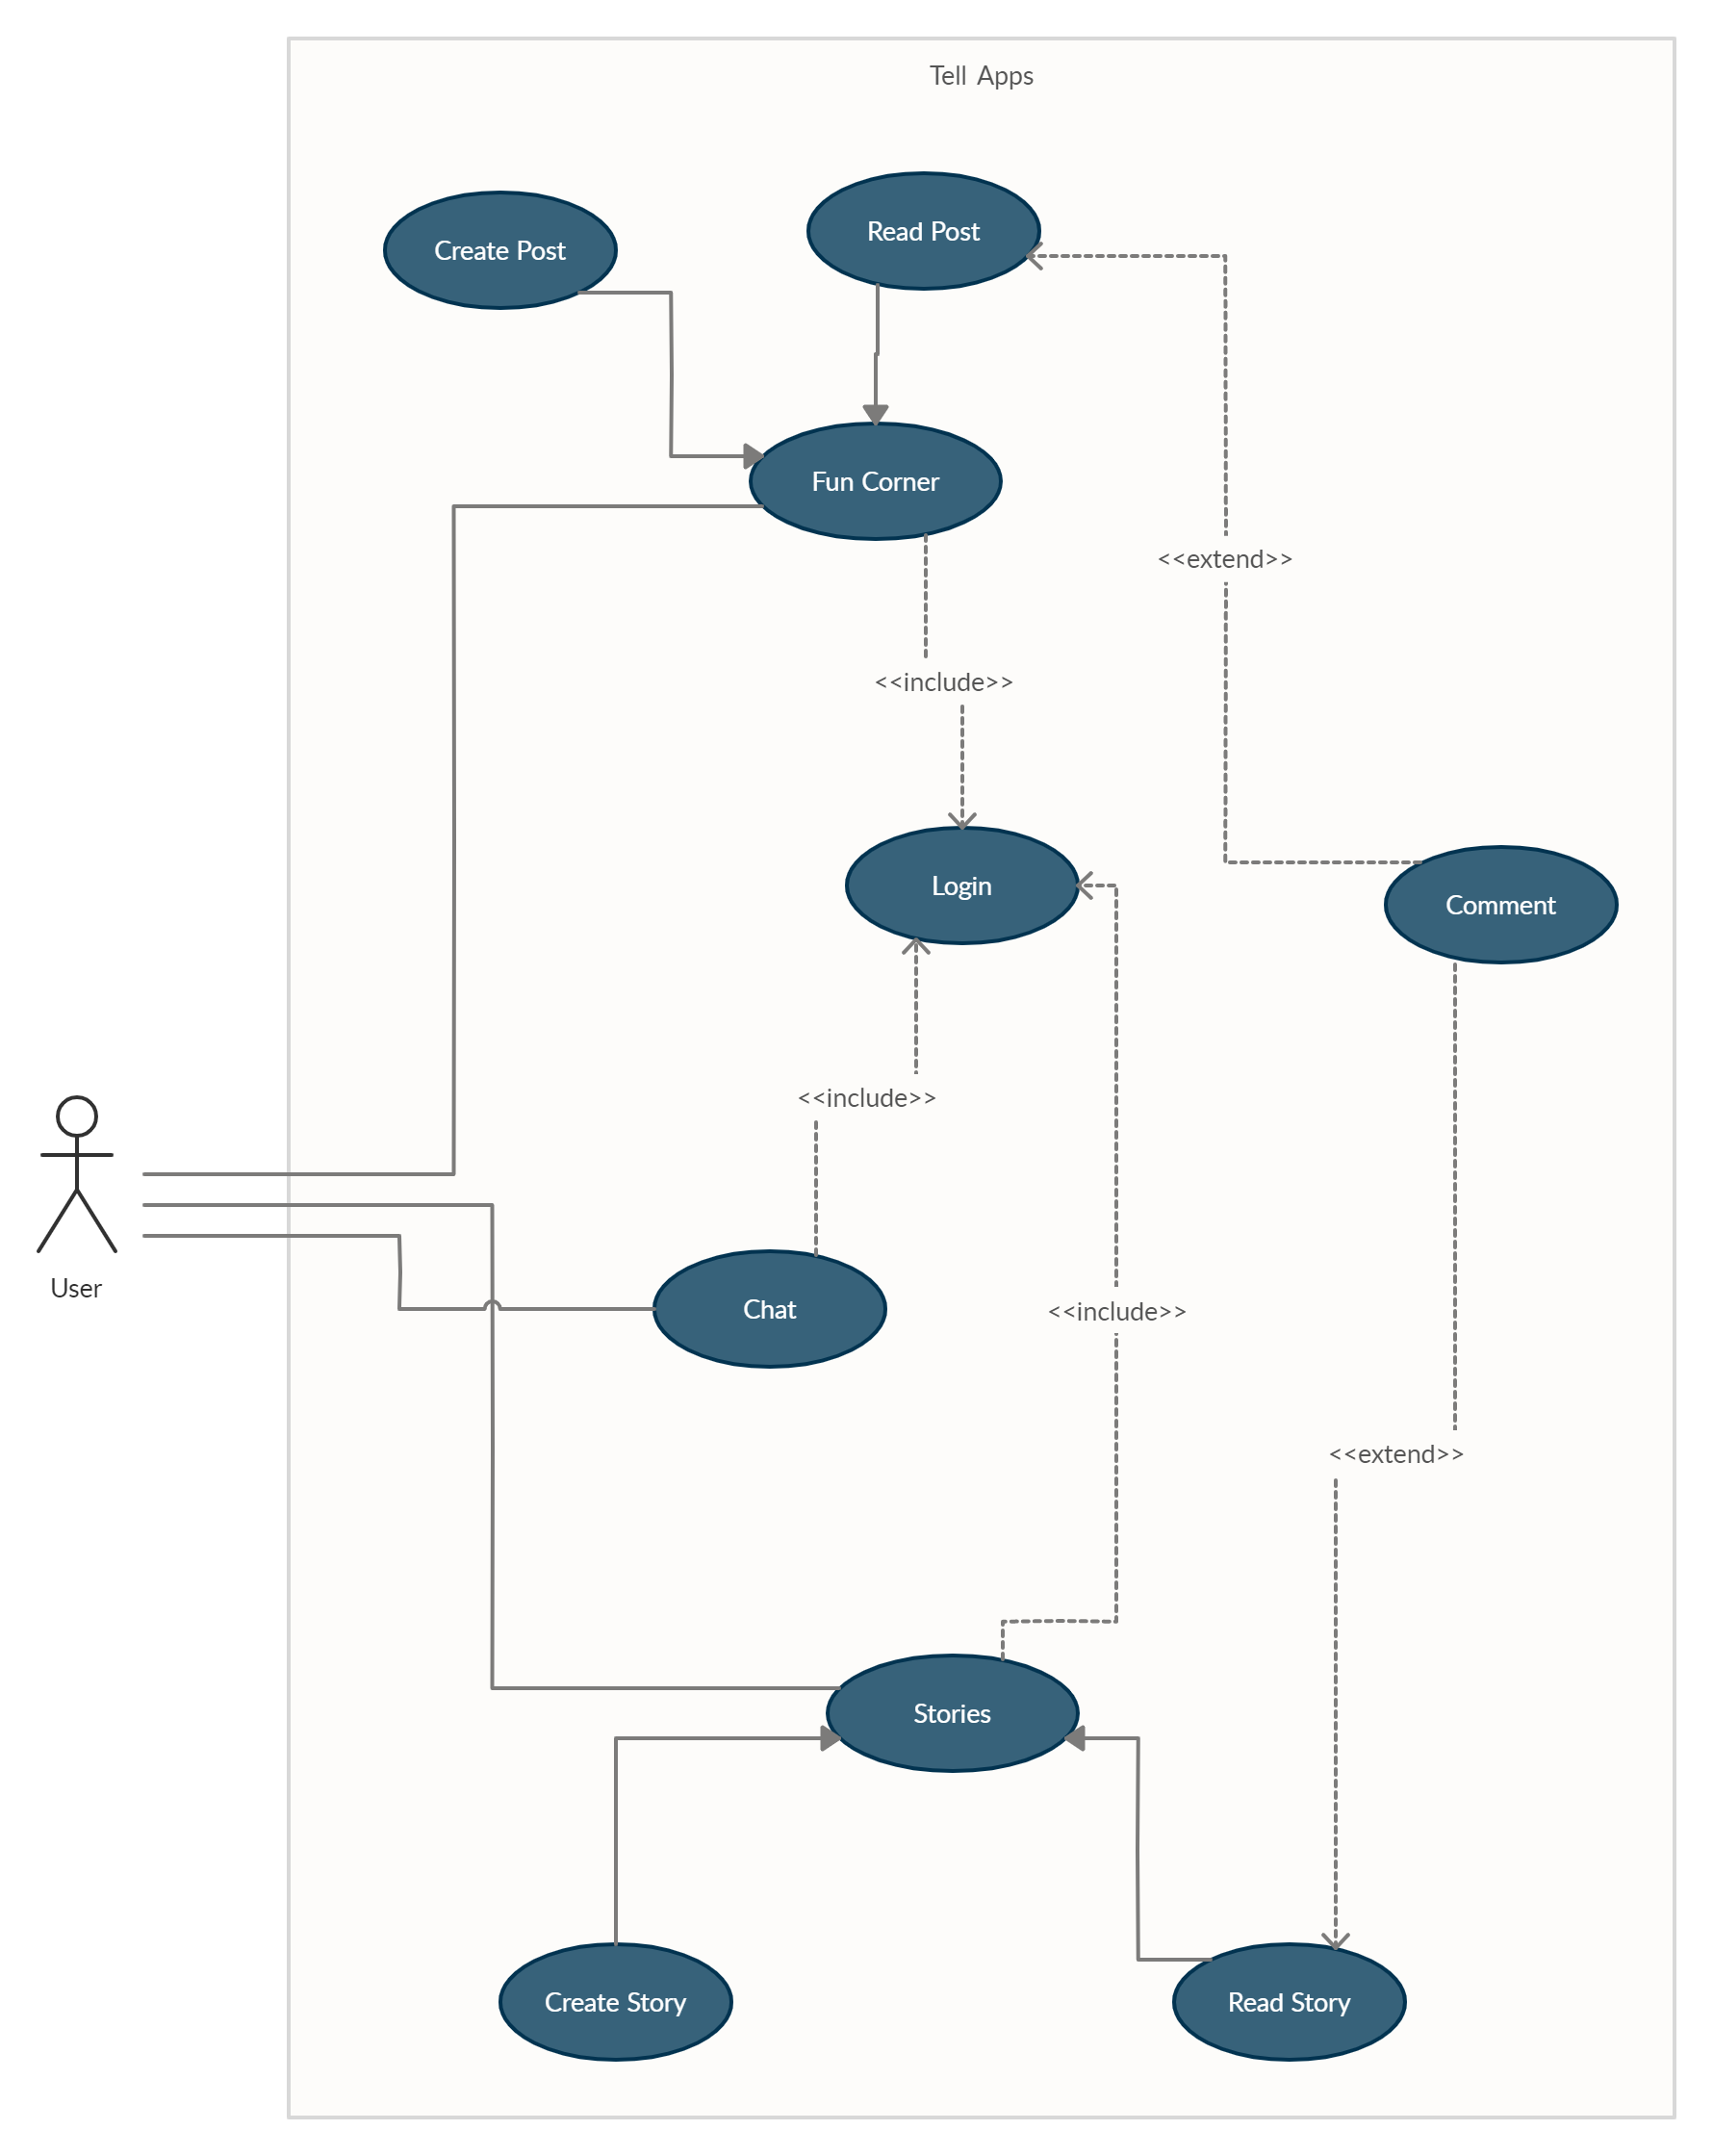 Tell Apps
Read Post
Create Post
Fun Corner
<<extend>>
<<include>>
Login
Comment
<<include>>
User
Chat
<<include>>
<<extend>>
Stories
Create Story
Read Story